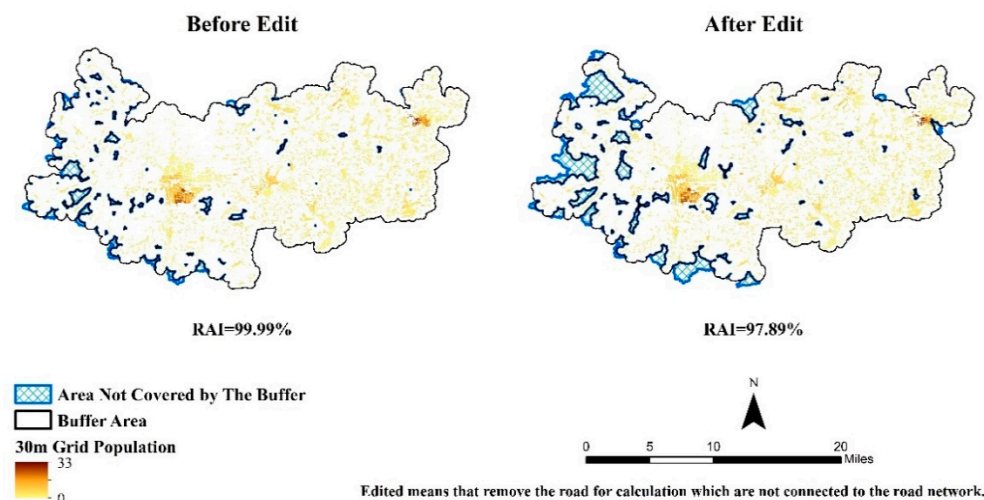 Before Edit
After Edit
RAI=99.99%
RAI=97.89%
Area Not Covered by The Buffer
Buffer Area
30m Grid Population
33
0
N
0 5 10 20
Miles
Edited means that remove the road for calculation which are not connected to the road network.